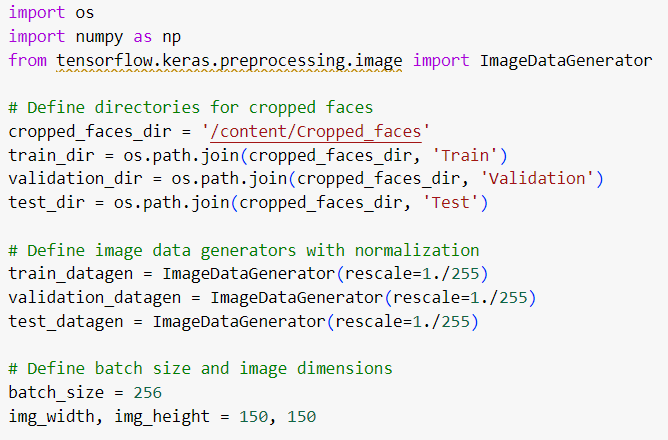 import os
import numpy as np
from tensorflow.keras.preprocessing.image import ImageDataGenerator
# Define directories for cropped faces
cropped_faces_dir = '/content/Cropped_faces'
train_dir = os.path.join(cropped_faces_dir, 'Train')
validation_dir = os.path.join(cropped_faces_dir, 'Validation')
test_dir = os.path.join(cropped_faces_dir, 'Test')
# Define image data generators with normalization
train_datagen = ImageDataGenerator(rescale=1./255)
validation_datagen = ImageDataGenerator(rescale=1./255)
test_datagen = ImageDataGenerator(rescale=1./255)
# Define batch size and image dimensions
batch_size = 256
img_width, img_height = 150, 150